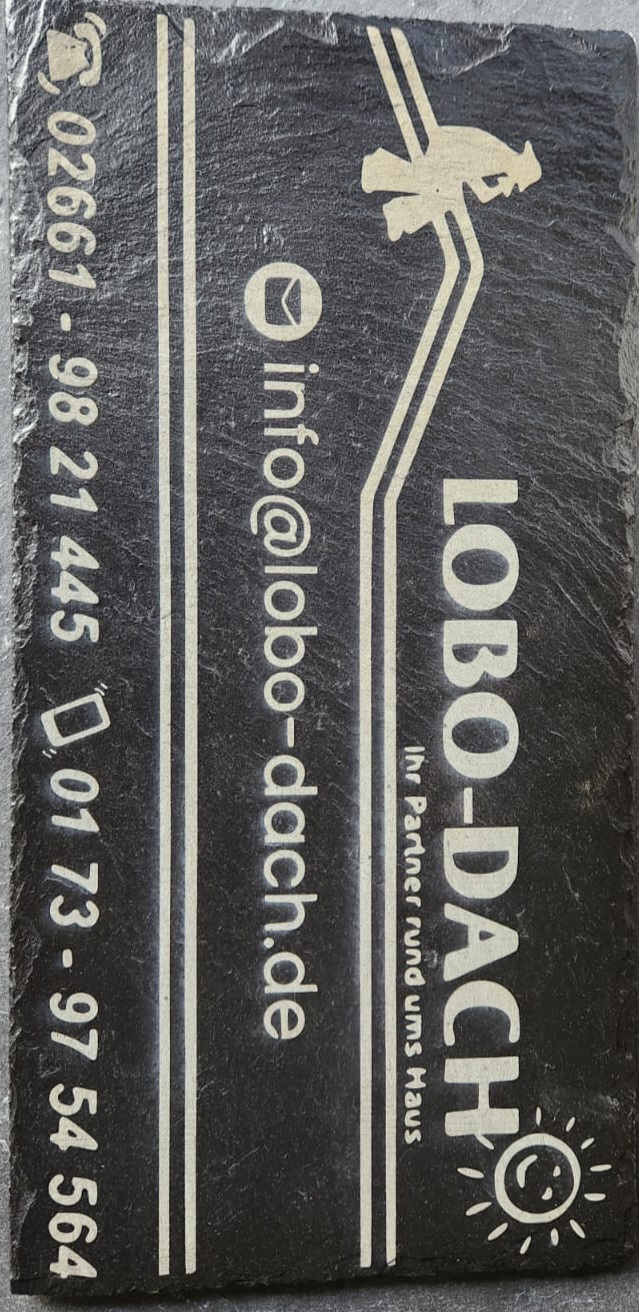 LOBO-DACH
Ihr Partner rund ums Haus
info@lobo-dach.de
02661 - 98 21 445 01 73 - 97 54 564